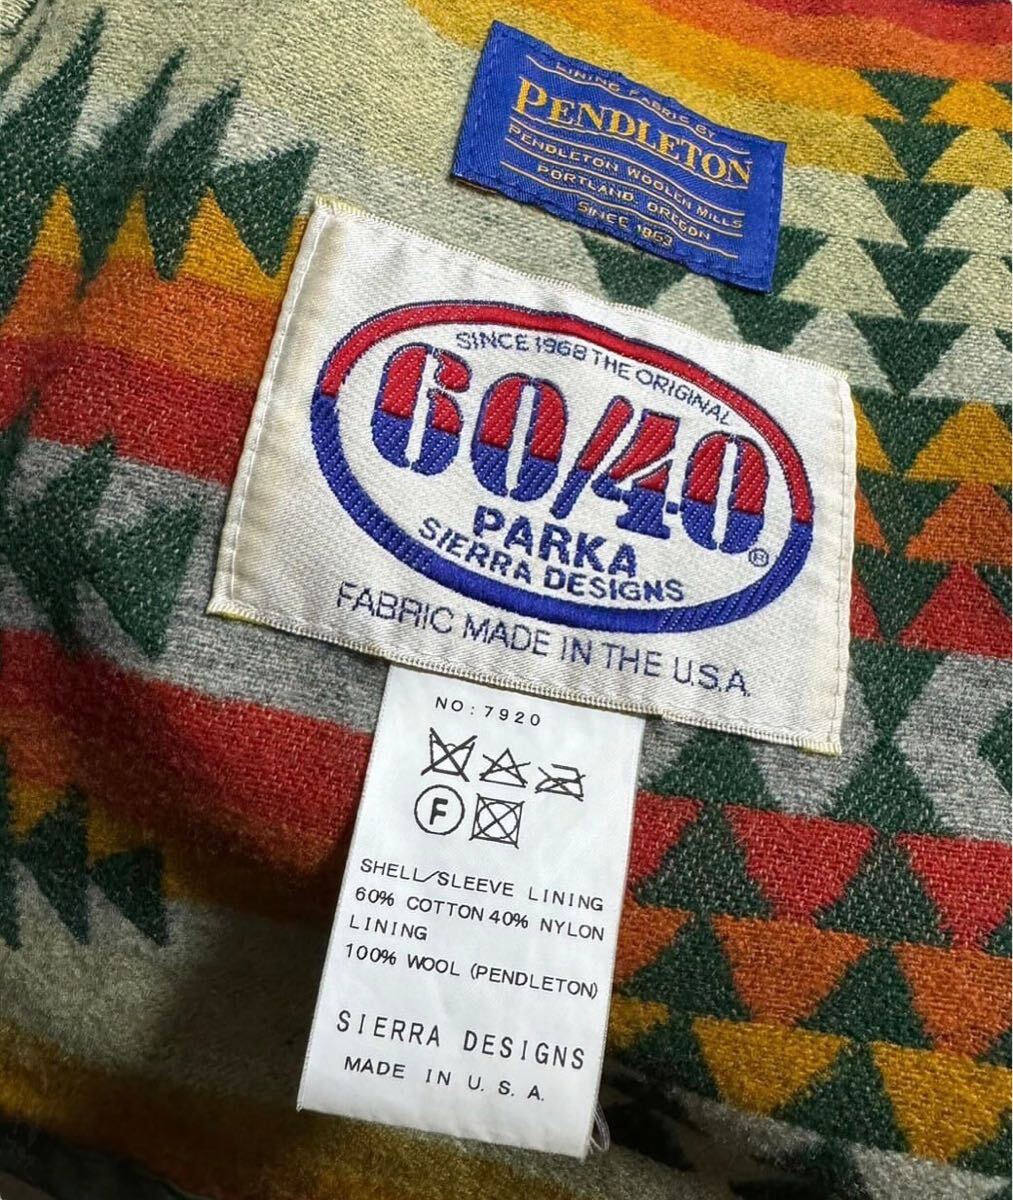 LINING FABRIC BY
PENDLETON
PENDLETON WOOLEN MILLS
PORTLAND, OREGON
SINCE 1863
SINCE 1968 THE ORIGINAL
60/40
PARKA
®
SIERRA DESIGNS
FABRIC MADE IN THE U.S.A.
NO:7920
F
SHELL/SLEEVE LINING
60% COTTON 40% NYLON
LINING
100% WOOL (PENDLETON)
SIERRA DESIGNS
MADE IN U.S.A.